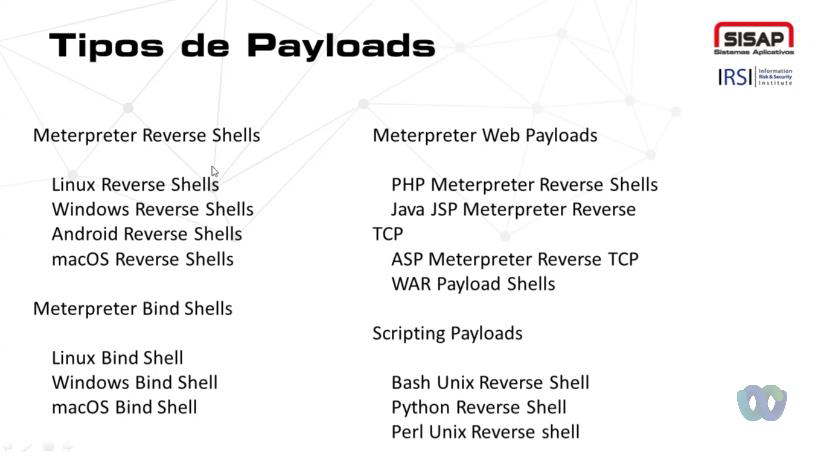 Tipos de Payloads
SISAP
Sistemas Aplicativos
IRSI Information
Risk & Security
Institute
Meterpreter Reverse Shells
Linux Reverse Shells
Windows Reverse Shells
Android Reverse Shells
macOS Reverse Shells
Meterpreter Bind Shells
Linux Bind Shell
Windows Bind Shell
macOS Bind Shell
Meterpreter Web Payloads
PHP Meterpreter Reverse Shells
Java JSP Meterpreter Reverse
TCP
ASP Meterpreter Reverse TCP
WAR Payload Shells
Scripting Payloads
Bash Unix Reverse Shell
Python Reverse Shell
Perl Unix Reverse shell